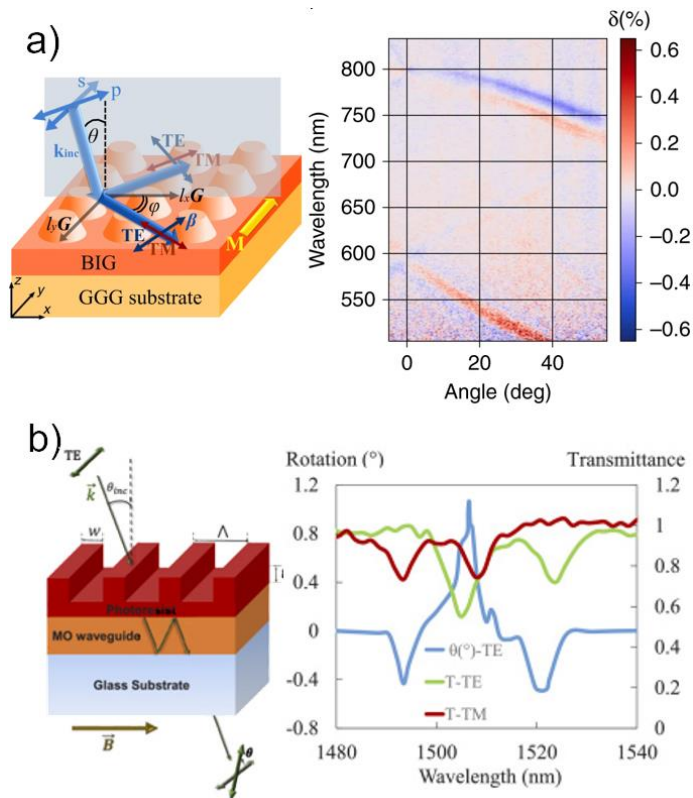 a)
s
p
θ
k_inc
TE
TM
l_xG
φ
β
l_yG
TE
TM
M
BIG
GGG substrate
z
y
x
δ(%)
800
750
700
650
600
550
Wavelength (nm)
0
20
40
Angle (deg)
0.6
0.4
0.2
0.0
−0.2
−0.4
−0.6
b)
TE
k
θ_inc
w
Λ
MO waveguide
Glass Substrate
B
θ
Rotation (°)
Transmittance
1.2
0.8
0.4
0
-0.4
-0.8
1.2
1
0.8
0.6
0.4
0.2
0
θ(°)-TE
T-TE
T-TM
1480
1500
1520
1540
Wavelength (nm)